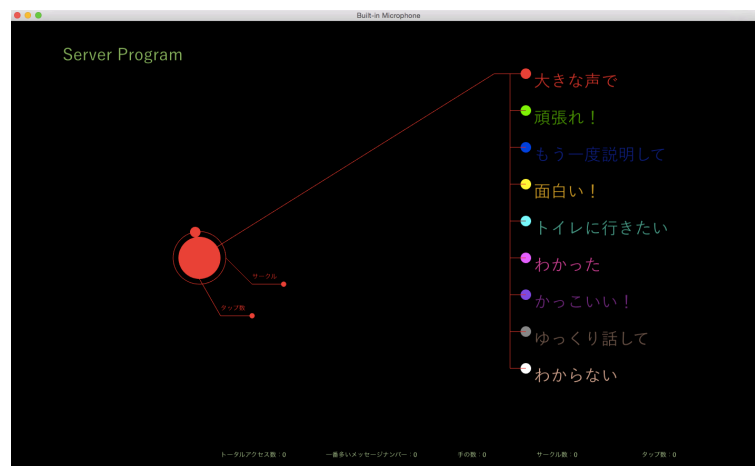 Built-in Microphone
Server Program
大きな声で
頑張れ！
もう一度説明して
面白い！
トイレに行きたい
わかった
かっこいい！
ゆっくり話して
わからない
サークル
タップ数
トータルアクセス数：0 一番多いメッセージナンバー：0 手の数：0 サークル数：0 タップ数：0